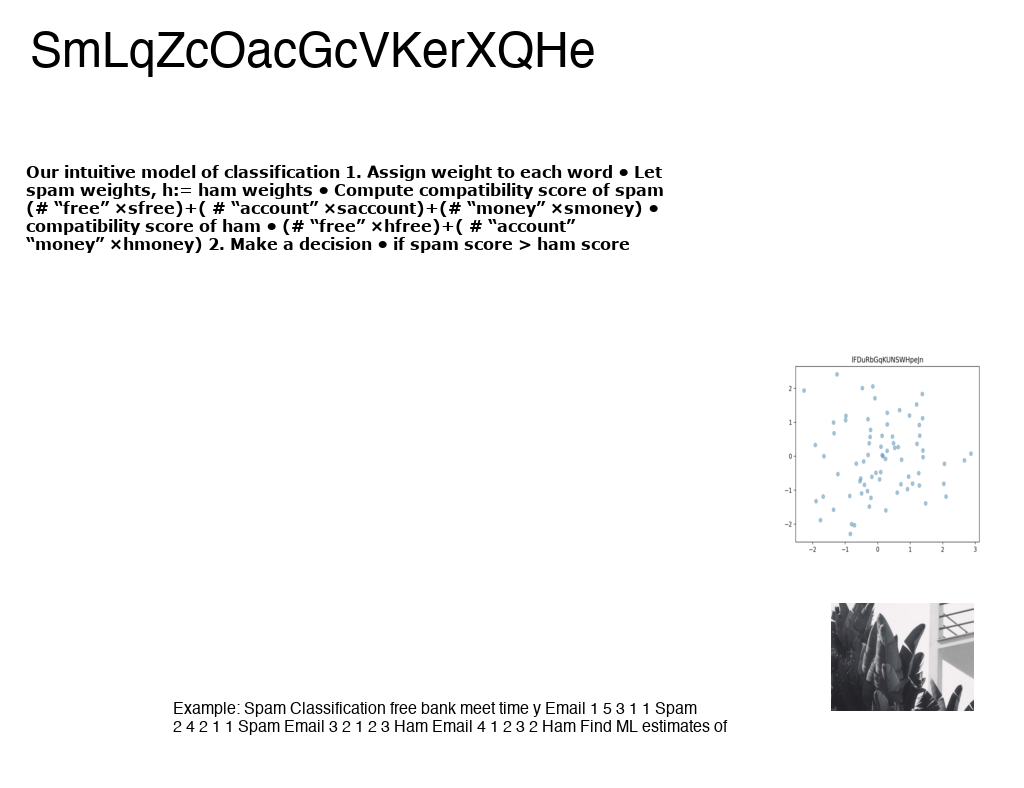 SmLqZcOacGcVKerXQHe
Our intuitive model of classification 1. Assign weight to each word ● Let
spam weights, h:= ham weights ● Compute compatibility score of spam
(# “free” ×sfree)+( # “account” ×saccount)+(# “money” ×smoney) ●
compatibility score of ham ● (# “free” ×hfree)+( # “account”
“money” ×hmoney) 2. Make a decision ● if spam score > ham score
lFDuRbGqKUNSWHpeJn
2
1
0
−1
−2
−2 −1 0 1 2 3
Example: Spam Classification free bank meet time y Email 1 5 3 1 1 Spam
2 4 2 1 1 Spam Email 3 2 1 2 3 Ham Email 4 1 2 3 2 Ham Find ML estimates of